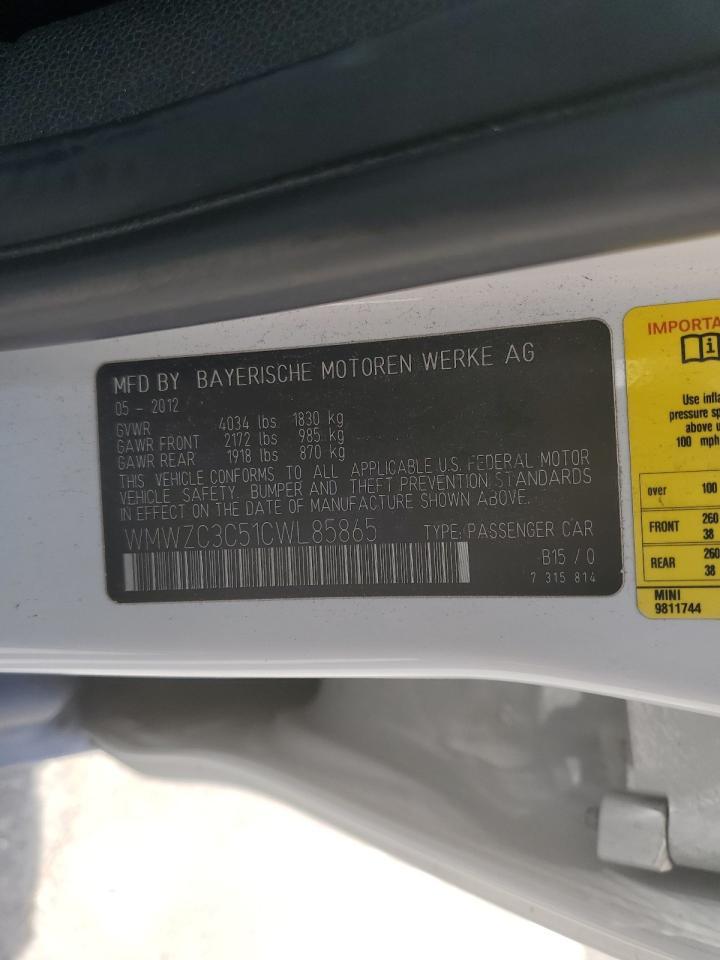 MFD BY BAYERISCHE MOTOREN WERKE AG
05 - 2012
GVWR 4034 lbs 1830 kg
GAWR FRONT 2172 lbs 985 kg
GAWR REAR 1918 lbs 870 kg
THIS VEHICLE CONFORMS TO ALL APPLICABLE U.S. FEDERAL MOTOR
VEHICLE SAFETY, BUMPER AND THEFT PREVENTION STANDARDS
IN EFFECT ON THE DATE OF MANUFACTURE SHOWN ABOVE.
WMWZC3C51CWL85865 TYPE: PASSENGER CAR
B15 / 0
7 315 814
IMPORTA
i
Use infla
pressure sp
above u
100 mph
over 100
FRONT 260
38
REAR 260
38
MINI
9811744